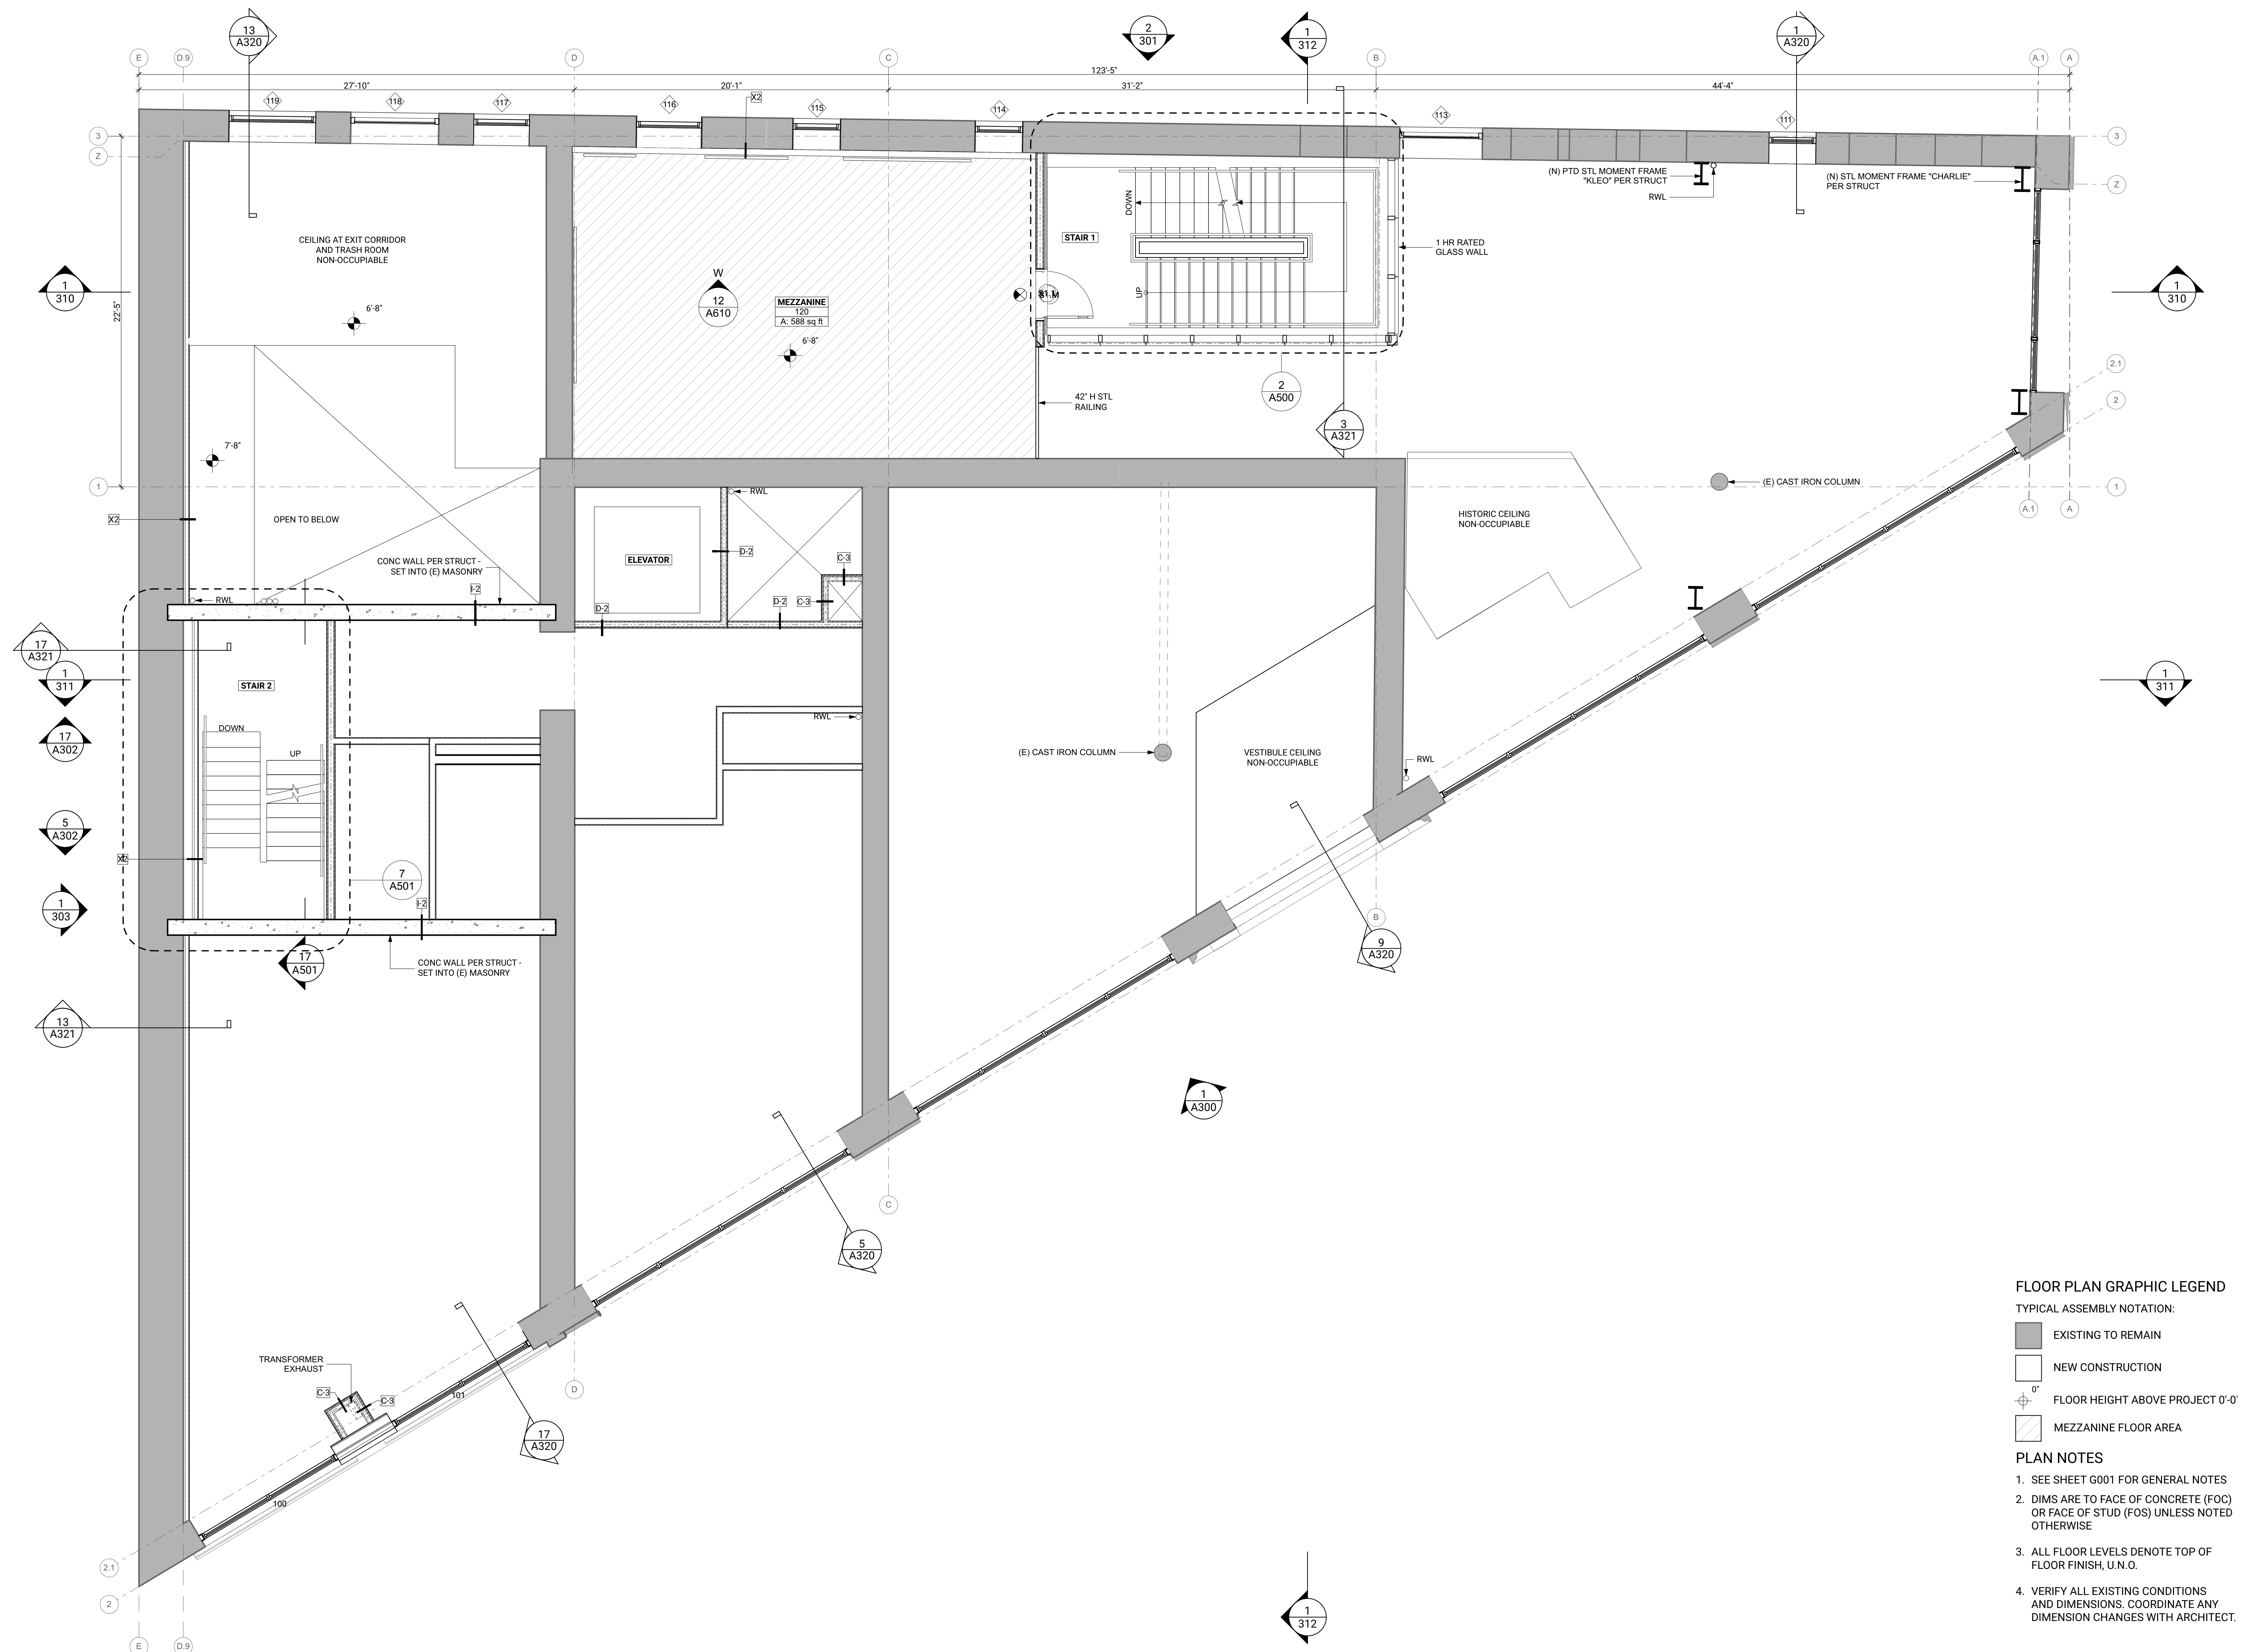 13
A320
2
301
1
312
1
A320
E
D.9
D
C
B
A.1
A
123'-5"
27'-10"
20'-1"
31'-2"
44'-4"
119
118
117
116
X2
115
114
113
111
3
Z
3
Z
(N) PTD STL MOMENT FRAME
"KLEO" PER STRUCT
RWL
(N) STL MOMENT FRAME "CHARLIE"
PER STRUCT
CEILING AT EXIT CORRIDOR
AND TRASH ROOM
NON-OCCUPIABLE
DOWN
STAIR 1
UP
1 HR RATED
GLASS WALL
1
310
22'-5"
6'-8"
W
12
A610
MEZZANINE
120
A: 588 sq ft
6'-8"
1
310
2.1
2
2
A500
42" H STL
RAILING
3
A321
7'-8"
1
1
(E) CAST IRON COLUMN
A.1
A
X2
OPEN TO BELOW
RWL
HISTORIC CEILING
NON-OCCUPIABLE
ELEVATOR
D-2
C-3
CONC WALL PER STRUCT -
SET INTO (E) MASONRY
I-2
RWL
D-2
D-2
C-3
17
A321
1
311
STAIR 2
1
311
17
A302
DOWN
UP
RWL
(E) CAST IRON COLUMN
VESTIBULE CEILING
NON-OCCUPIABLE
RWL
5
A302
X2
7
A501
I-2
1
303
B
9
A320
17
A501
CONC WALL PER STRUCT -
SET INTO (E) MASONRY
13
A321
1
A300
C
5
A320
TRANSFORMER
EXHAUST
C-3
C-3
101
D
17
A320
100
2.1
2
E
D.9
1
312
FLOOR PLAN GRAPHIC LEGEND
TYPICAL ASSEMBLY NOTATION:
EXISTING TO REMAIN
NEW CONSTRUCTION
0"
FLOOR HEIGHT ABOVE PROJECT 0'-0'
MEZZANINE FLOOR AREA
PLAN NOTES
1. SEE SHEET G001 FOR GENERAL NOTES
2. DIMS ARE TO FACE OF CONCRETE (FOC)
OR FACE OF STUD (FOS) UNLESS NOTED
OTHERWISE
3. ALL FLOOR LEVELS DENOTE TOP OF
FLOOR FINISH, U.N.O.
4. VERIFY ALL EXISTING CONDITIONS
AND DIMENSIONS. COORDINATE ANY
DIMENSION CHANGES WITH ARCHITECT.